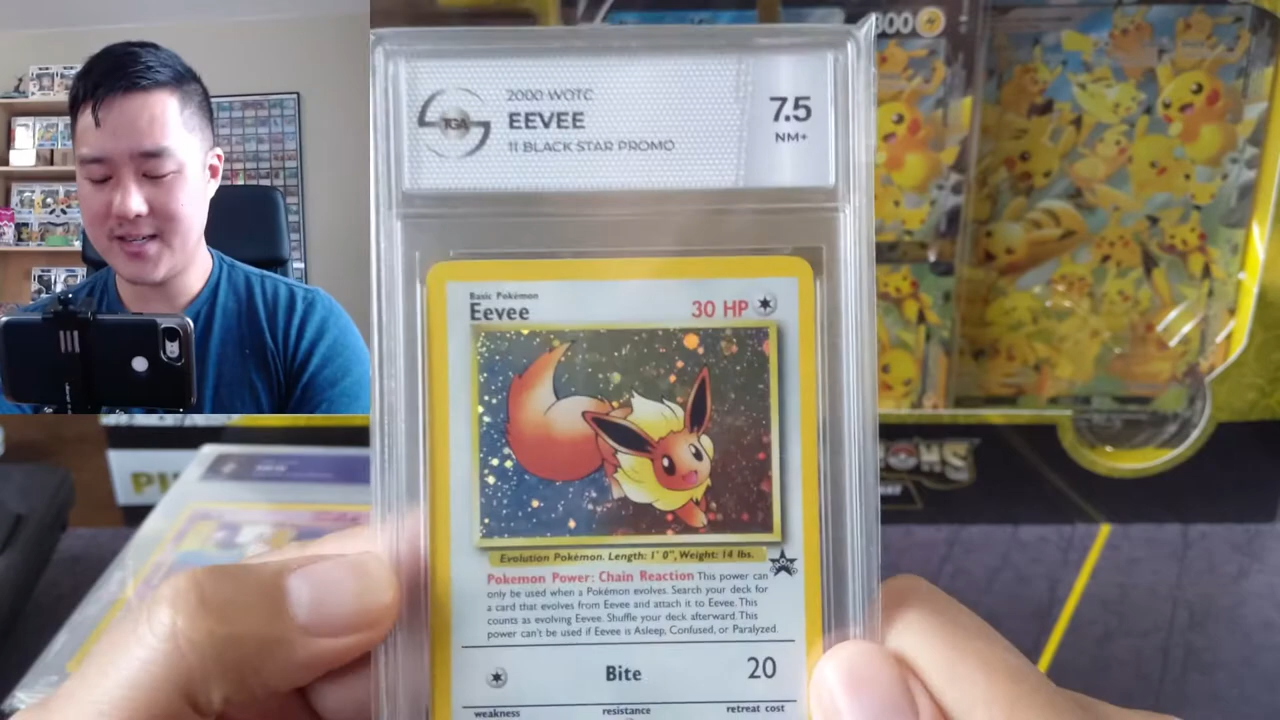 2000 WOTC
EEVEE
11 BLACK STAR PROMO
TGA
7.5
NM+
300
Basic Pokémon
Eevee
30 HP
Evolution Pokémon. Length: 1' 0", Weight: 14 lbs.
Pokemon Power: Chain Reaction This power can
only be used when a Pokémon evolves. Search your deck for
a card that evolves from Eevee and attach it to Eevee. This
counts as evolving Eevee. Shuffle your deck afterward. This
power can't be used if Eevee is Asleep, Confused, or Paralyzed.
Bite
20
weakness
resistance
retreat cost